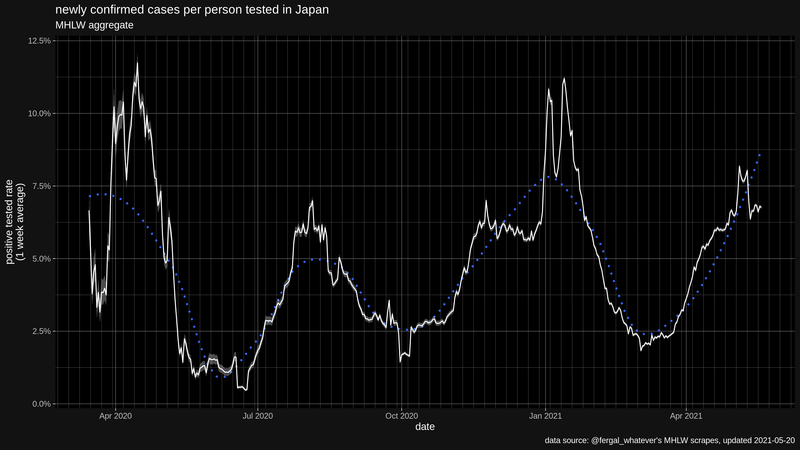 newly confirmed cases per person tested in Japan
MHLW aggregate
12.5%
10.0%
7.5%
5.0%
2.5%
0.0%
positive tested rate
(1 week average)
Apr 2020
Jul 2020
Oct 2020
Jan 2021
Apr 2021
date
data source: @fergal_whatever's MHLW scrapes, updated 2021-05-20